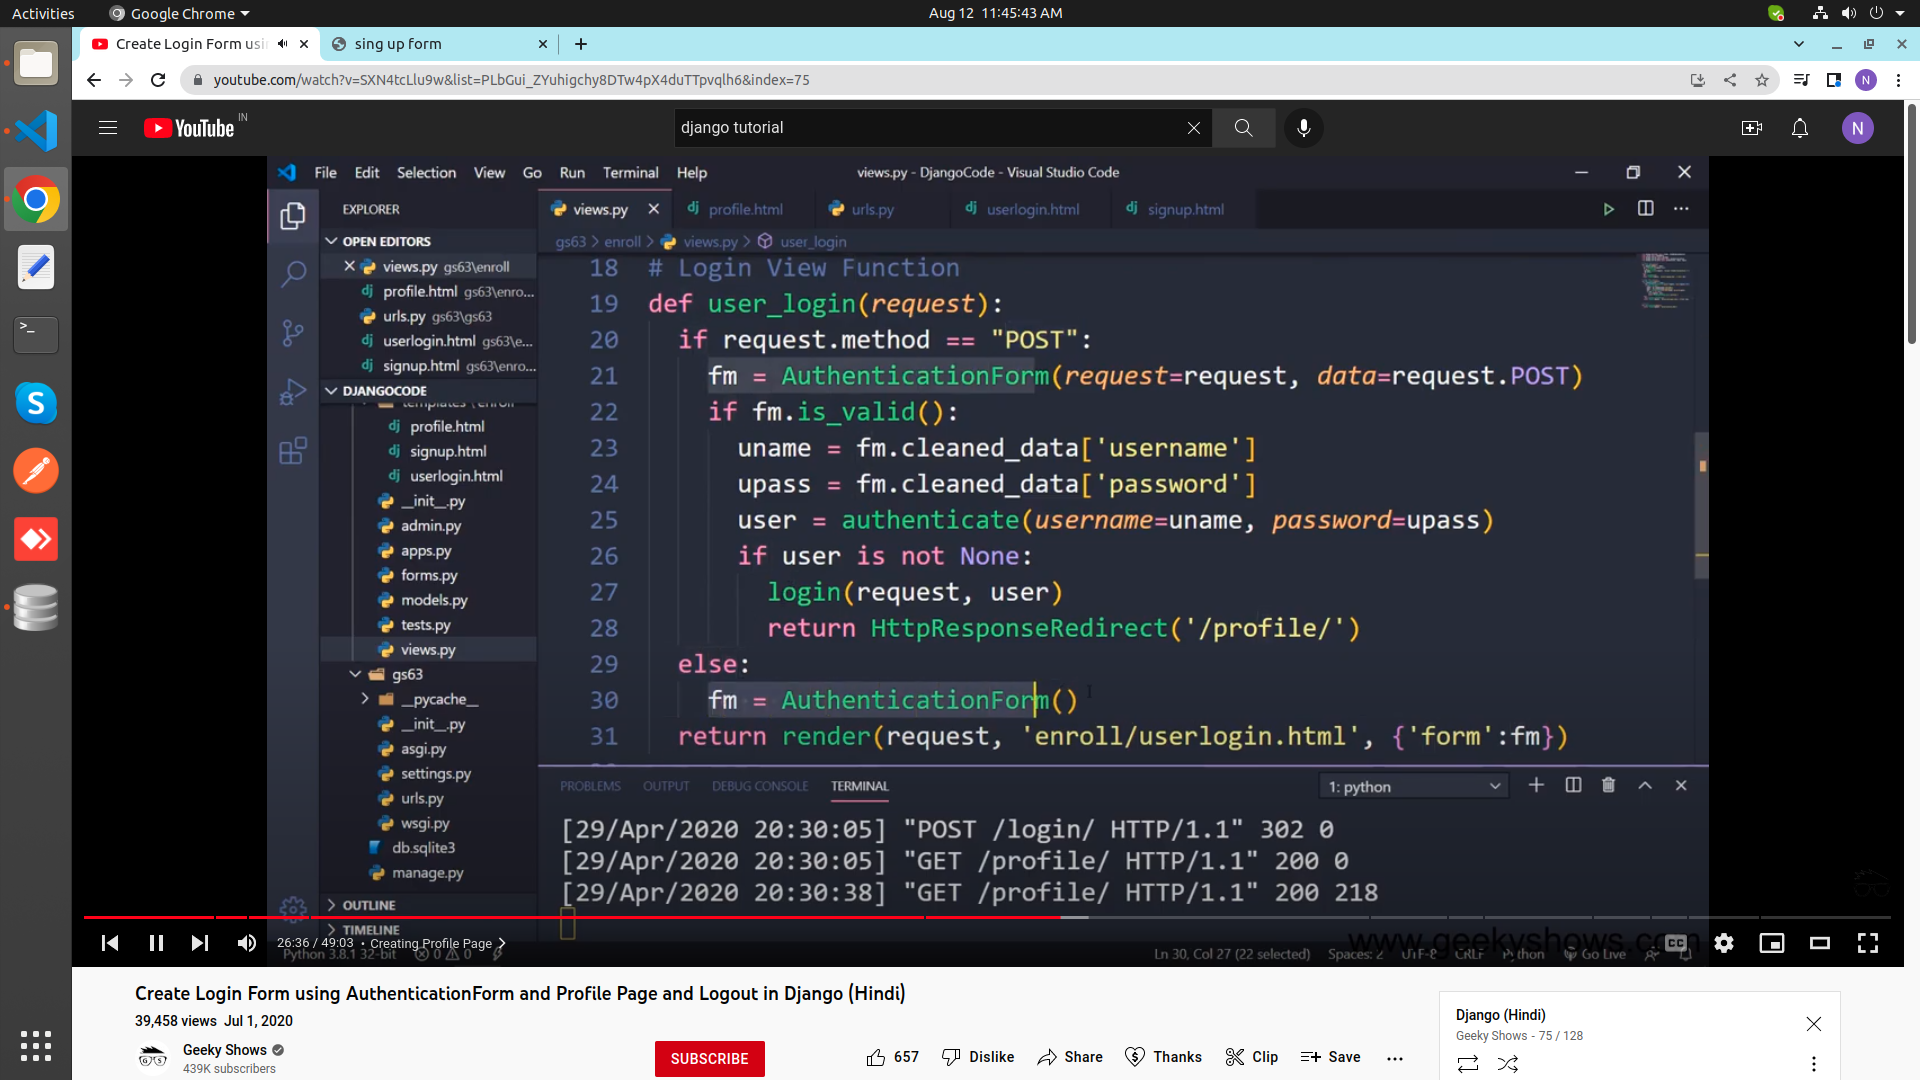 Activities
Google Chrome
Aug 12 11:45:43 AM
Create Login Form usin
sing up form
youtube.com/watch?v=SXN4tcLlu9w&list=PLbGui_ZYuhigchy8DTw4pX4duTTpvqlh6&index=75
N
YouTube IN
django tutorial
N
File Edit Selection View Go Run Terminal Help
views.py - DjangoCode - Visual Studio Code
EXPLORER
views.py
profile.html
urls.py
userlogin.html
signup.html
OPEN EDITORS
gs63 > enroll > views.py > user_login
views.py gs63\enroll
profile.html gs63\enro...
urls.py gs63\gs63
userlogin.html gs63\e...
signup.html gs63\enro...
DJANGOCODE
templates \enroll
profile.html
signup.html
userlogin.html
__init__.py
admin.py
apps.py
forms.py
models.py
tests.py
views.py
gs63
__pycache__
__init__.py
asgi.py
settings.py
urls.py
wsgi.py
db.sqlite3
manage.py
OUTLINE
TIMELINE
18 # Login View Function
19 def user_login(request):
20 if request.method == "POST":
21 fm = AuthenticationForm(request=request, data=request.POST)
22 if fm.is_valid():
23 uname = fm.cleaned_data['username']
24 upass = fm.cleaned_data['password']
25 user = authenticate(username=uname, password=upass)
26 if user is not None:
27 login(request, user)
28 return HttpResponseRedirect('/profile/')
29 else:
30 fm = AuthenticationForm()
31 return render(request, 'enroll/userlogin.html', {'form':fm})
PROBLEMS OUTPUT DEBUG CONSOLE TERMINAL
1: python
[29/Apr/2020 20:30:05] "POST /login/ HTTP/1.1" 302 0
[29/Apr/2020 20:30:05] "GET /profile/ HTTP/1.1" 200 0
[29/Apr/2020 20:30:38] "GET /profile/ HTTP/1.1" 200 218
www.geekyshows.com
26:36 / 49:03 • Creating Profile Page
CC
Python 3.8.1 32-bit 0 0
Ln 30, Col 27 (22 selected) Spaces: 2 UTF-8 CRLF Python Go Live
Create Login Form using AuthenticationForm and Profile Page and Logout in Django (Hindi)
39,458 views Jul 1, 2020
Geeky Shows
439K subscribers
SUBSCRIBE
657
Dislike
Share
Thanks
Clip
Save
Django (Hindi)
Geeky Shows - 75 / 128